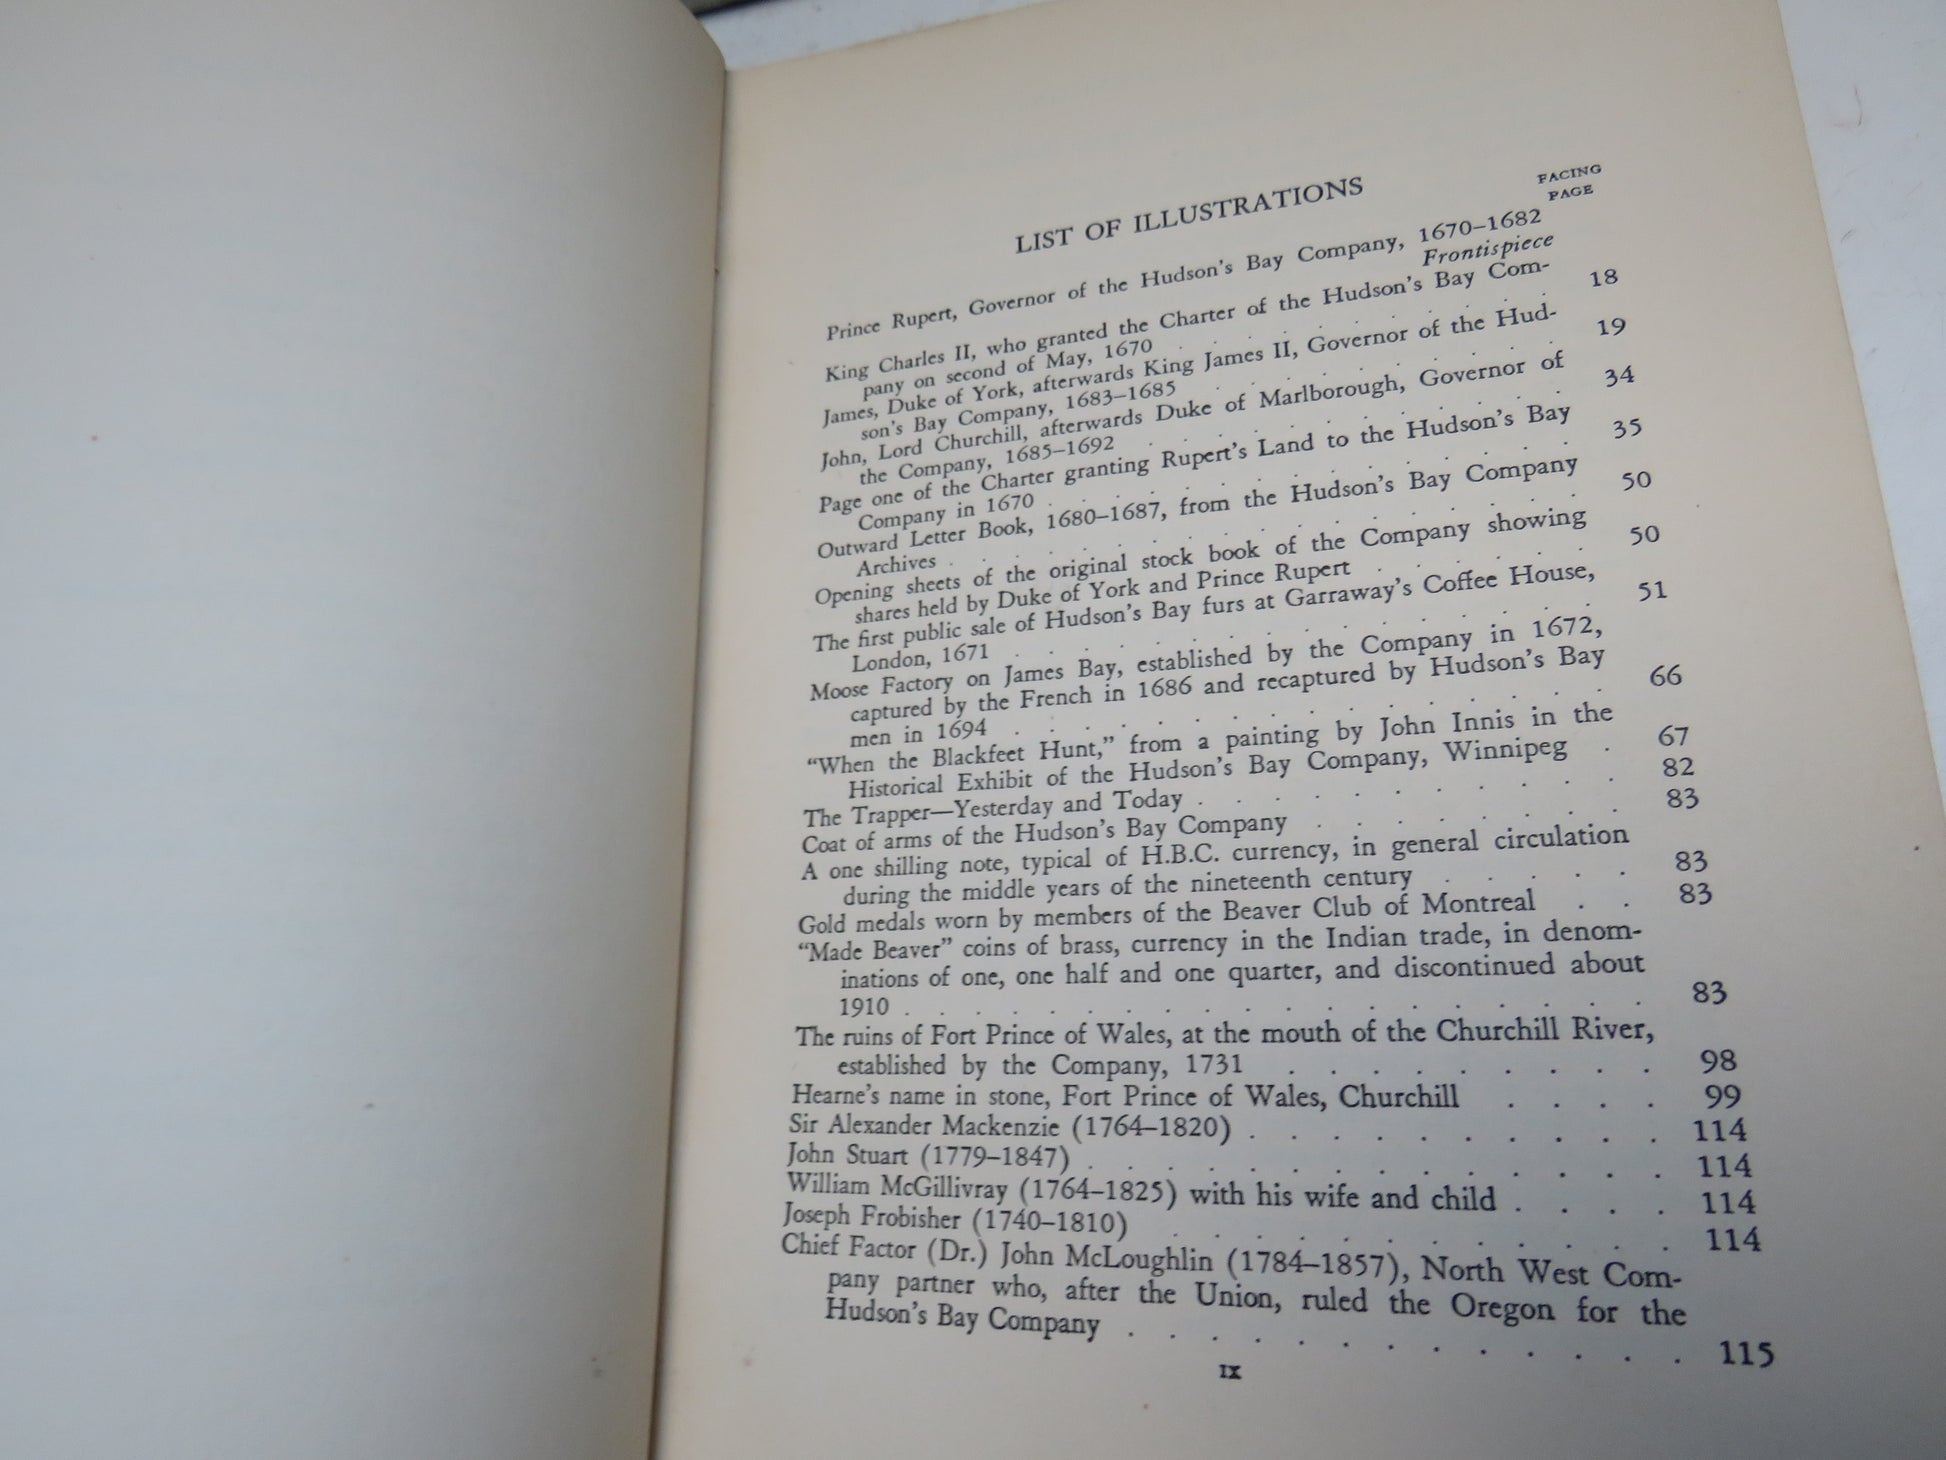 LIST OF ILLUSTRATIONS
FACING
PAGE
Prince Rupert, Governor of the Hudson's Bay Company, 1670–1682
Frontispiece
King Charles II, who granted the Charter of the Hudson's Bay Com-
pany on second of May, 1670 . . . . . . 18
James, Duke of York, afterwards King James II, Governor of the Hud-
son's Bay Company, 1683–1685 . . . . . . 19
John, Lord Churchill, afterwards Duke of Marlborough, Governor of
the Company, 1685–1692 . . . . . . 34
Page one of the Charter granting Rupert's Land to the Hudson's Bay
Company in 1670 . . . . . . 35
Outward Letter Book, 1680–1687, from the Hudson's Bay Company
Archives . . . . . . 50
Opening sheets of the original stock book of the Company showing
shares held by Duke of York and Prince Rupert . . . . 50
The first public sale of Hudson's Bay furs at Garraway's Coffee House,
London, 1671 . . . . . . 51
Moose Factory on James Bay, established by the Company in 1672,
captured by the French in 1686 and recaptured by Hudson's Bay
men in 1694 . . . . . . 66
“When the Blackfeet Hunt,” from a painting by John Innis in the
Historical Exhibit of the Hudson's Bay Company, Winnipeg . 67
The Trapper—Yesterday and Today . . . . . . 82
Coat of arms of the Hudson's Bay Company . . . . . . 83
A one shilling note, typical of H.B.C. currency, in general circulation
during the middle years of the nineteenth century . . . . . 83
Gold medals worn by members of the Beaver Club of Montreal . . 83
“Made Beaver” coins of brass, currency in the Indian trade, in denom-
inations of one, one half and one quarter, and discontinued about
1910 . . . . . . 83
The ruins of Fort Prince of Wales, at the mouth of the Churchill River,
established by the Company, 1731 . . . . . . 98
Hearne's name in stone, Fort Prince of Wales, Churchill . . . . 99
Sir Alexander Mackenzie (1764–1820) . . . . . . 114
John Stuart (1779–1847) . . . . . . 114
William McGillivray (1764–1825) with his wife and child . . . . 114
Joseph Frobisher (1740–1810) . . . . . . 114
Chief Factor (Dr.) John McLoughlin (1784–1857), North West Com-
pany partner who, after the Union, ruled the Oregon for the
Hudson's Bay Company . . . . . . 115
IX